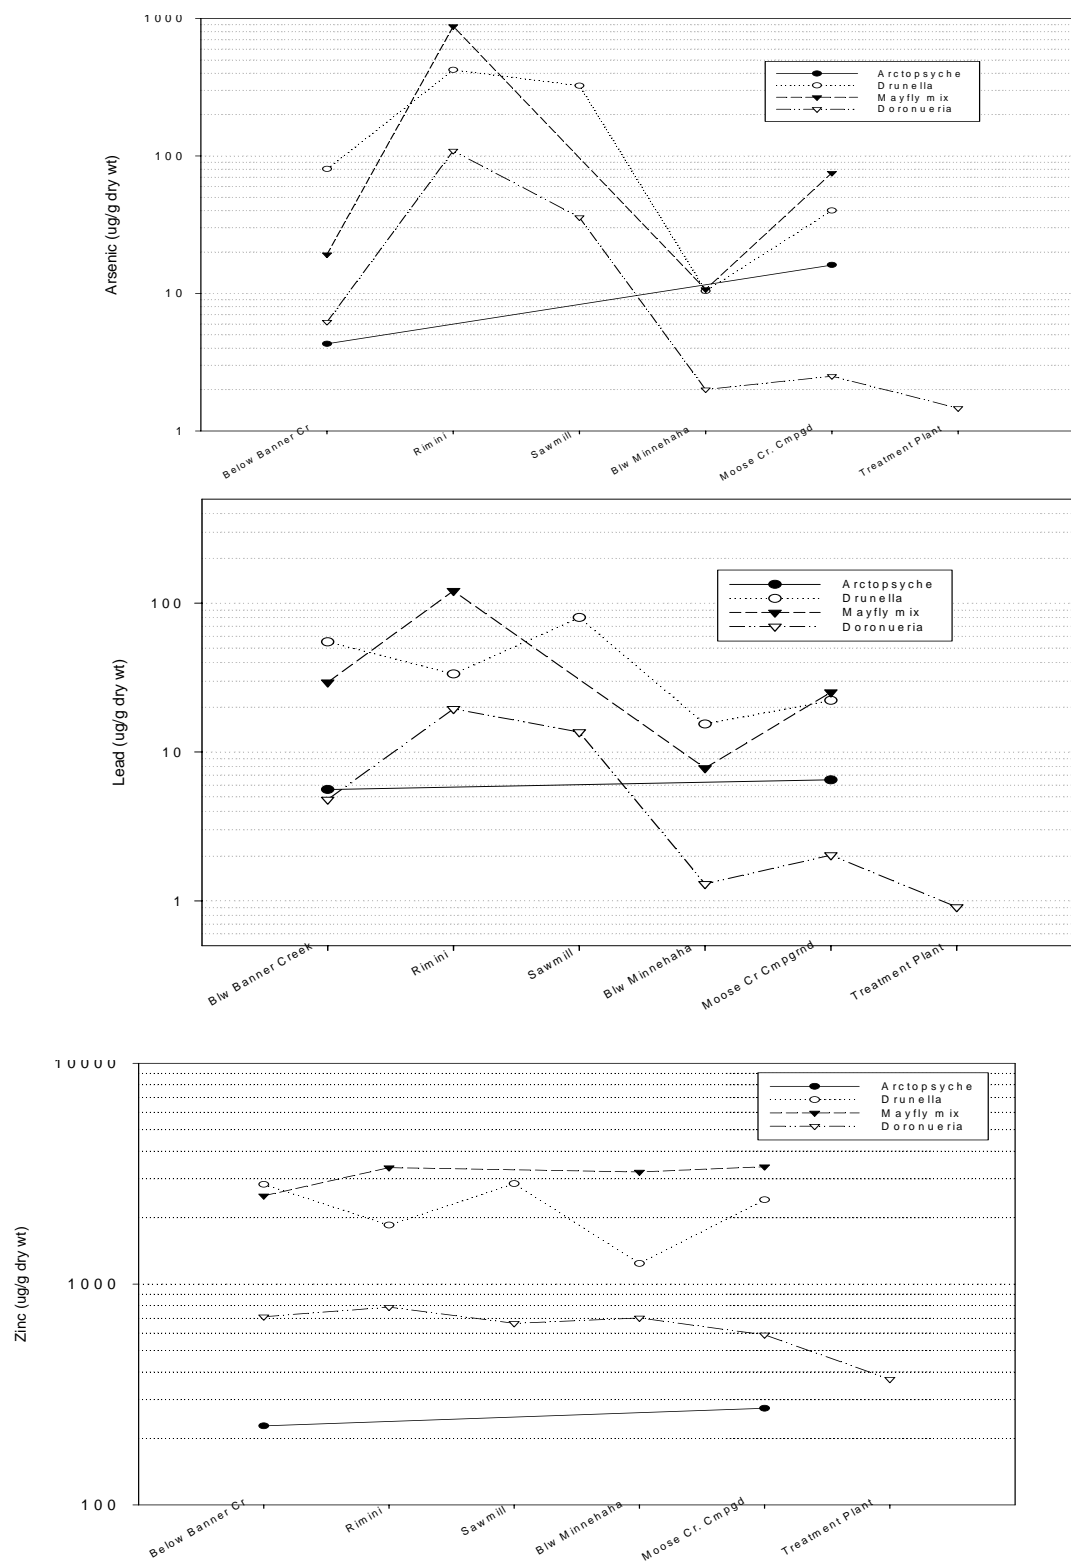 1000
100
10
1
Arsenic (ug/g dry wt)
Arctopsyche
Drunella
Mayfly mix
Doronueria
Below Banner Cr
Rimini
Sawmill
Blw Minnehaha
Moose Cr. Cmpgd
Treatment Plant
100
10
1
Lead (ug/g dry wt)
Arctopsyche
Drunella
Mayfly mix
Doronueria
Blw Banner Creek
Rimini
Sawmill
Blw Minnehaha
Moose Cr Cmpgrnd
Treatment Plant
10000
1000
100
Zinc (ug/g dry wt)
Arctopsyche
Drunella
Mayfly mix
Doronueria
Below Banner Cr
Rimini
Sawmill
Blw Minnehaha
Moose Cr. Cmpgd
Treatment Plant